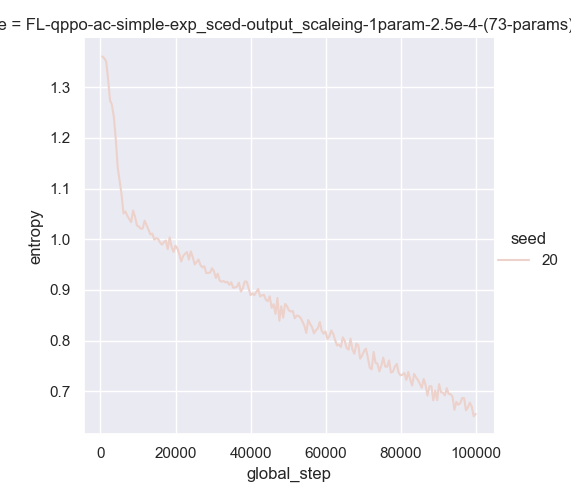 e = FL-qppo-ac-simple-exp_sced-output_scaleing-1param-2.5e-4-(73-params)
1.3
1.2
1.1
1.0
0.9
0.8
0.7
entropy
0 20000 40000 60000 80000 100000
global_step
seed
20